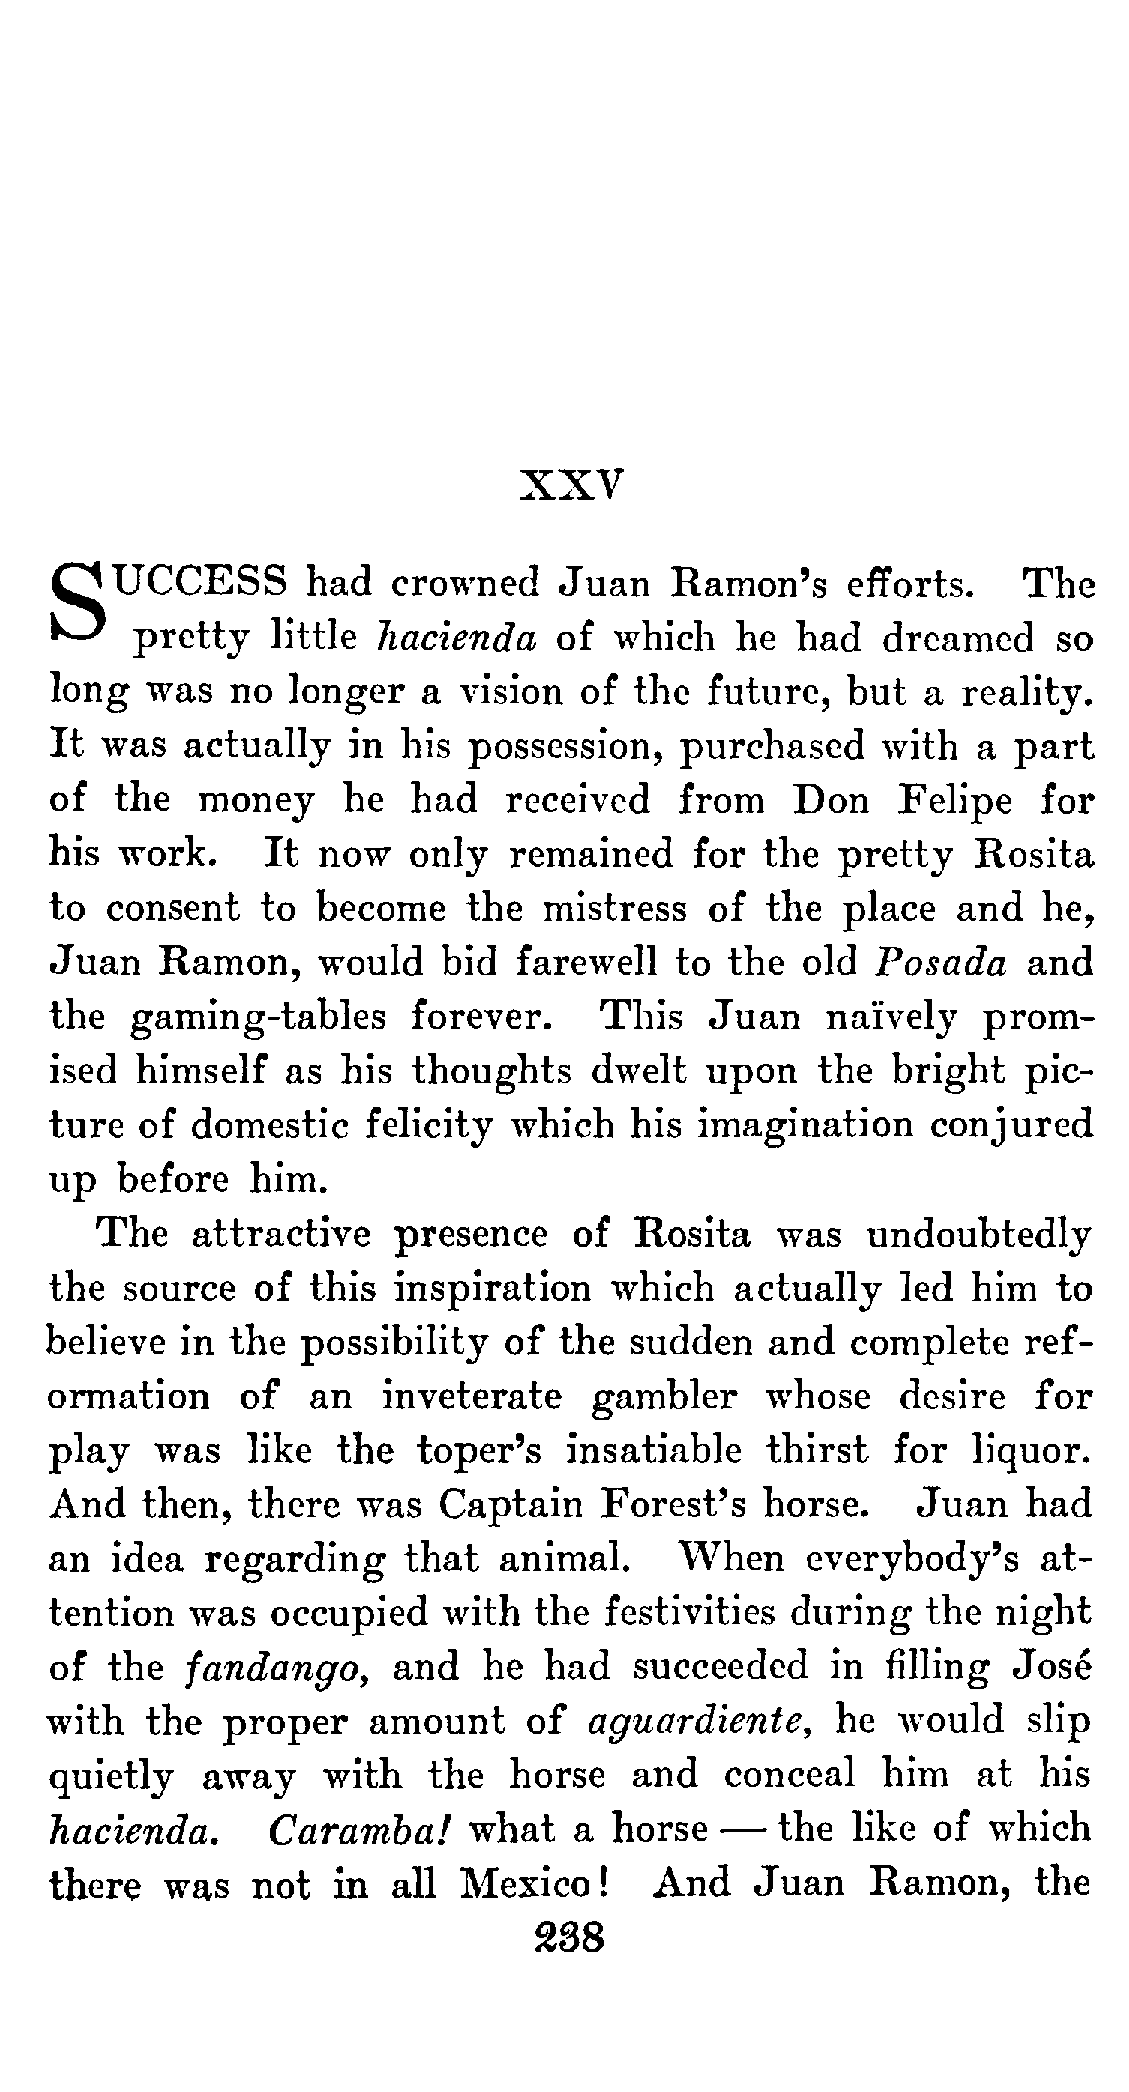 XXV
SUCCESS had crowned Juan Ramon's efforts. The
pretty little hacienda of which he had dreamed so
long was no longer a vision of the future, but a reality.
It was actually in his possession, purchased with a part
of the money he had received from Don Felipe for
his work. It now only remained for the pretty Rosita
to consent to become the mistress of the place and he,
Juan Ramon, would bid farewell to the old Posada and
the gaming-tables forever. This Juan naïvely prom-
ised himself as his thoughts dwelt upon the bright pic-
ture of domestic felicity which his imagination conjured
up before him.
The attractive presence of Rosita was undoubtedly
the source of this inspiration which actually led him to
believe in the possibility of the sudden and complete ref-
ormation of an inveterate gambler whose desire for
play was like the toper's insatiable thirst for liquor.
And then, there was Captain Forest's horse. Juan had
an idea regarding that animal. When everybody's at-
tention was occupied with the festivities during the night
of the fandango, and he had succeeded in filling José
with the proper amount of aguardiente, he would slip
quietly away with the horse and conceal him at his
hacienda. Caramba! what a horse — the like of which
there was not in all Mexico! And Juan Ramon, the
238